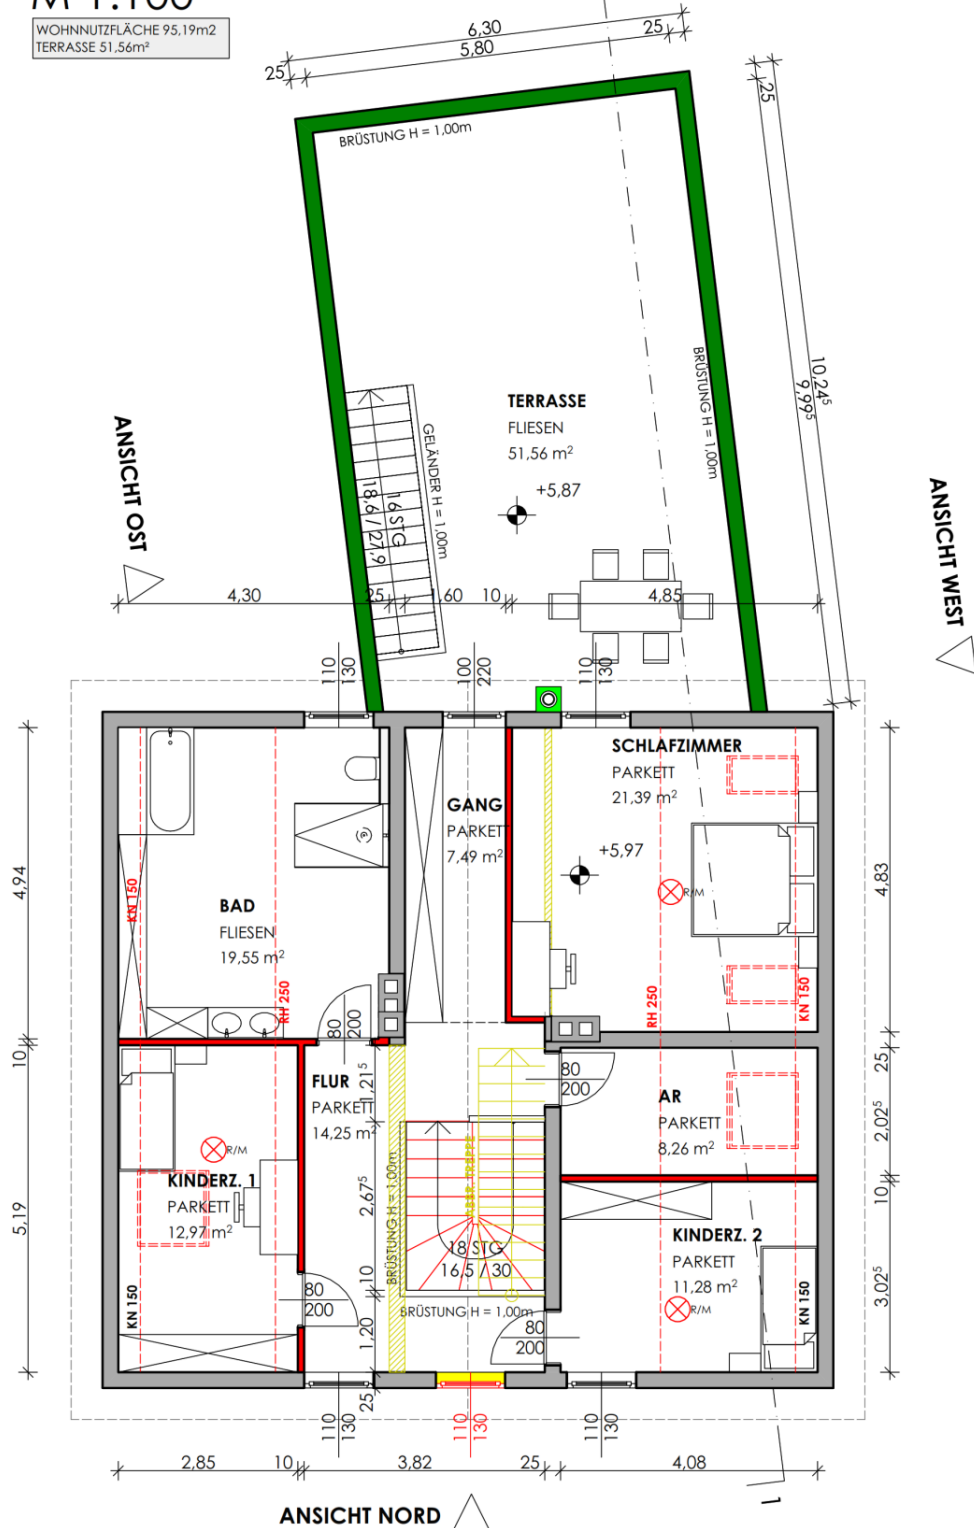 M 1:100
WOHNNUTZFLÄCHE 95,19m2
TERRASSE 51,56m²
6,30
25
5,80
25
25
BRÜSTUNG H = 1,00m
BRÜSTUNG H = 1,00m
10,24⁵
9,99⁵
TERRASSE
FLIESEN
51,56 m²
+5,87
GELÄNDER H = 1,00m
16 STG
18,6 / 27,9
ANSICHT OST
ANSICHT WEST
4,30
25
1,60
10
4,85
110
130
100
220
110
130
SCHLAFZIMMER
PARKETT
21,39 m²
GANG
PARKETT
7,49 m²
+5,97
R/M
4,94
4,83
KN 150
BAD
FLIESEN
19,55 m²
RH 250
RH 250
KN 150
80
200
10
25
FLUR
PARKETT
14,25 m²
1,21⁵
80
200
AR
PARKETT
8,26 m²
2,02⁵
R/M
KINDERZ. 1
PARKETT
12,97 m²
2,67⁵
BRÜSTUNG H = 1,00m
18 STG
16,5 / 30
10
5,19
KINDERZ. 2
PARKETT
11,28 m²
3,02⁵
KN 150
80
200
10
BRÜSTUNG H = 1,00m
R/M
KN 150
1,20
80
200
25
110
130
110
130
110
130
2,85
10
3,82
25
4,08
1
ANSICHT NORD